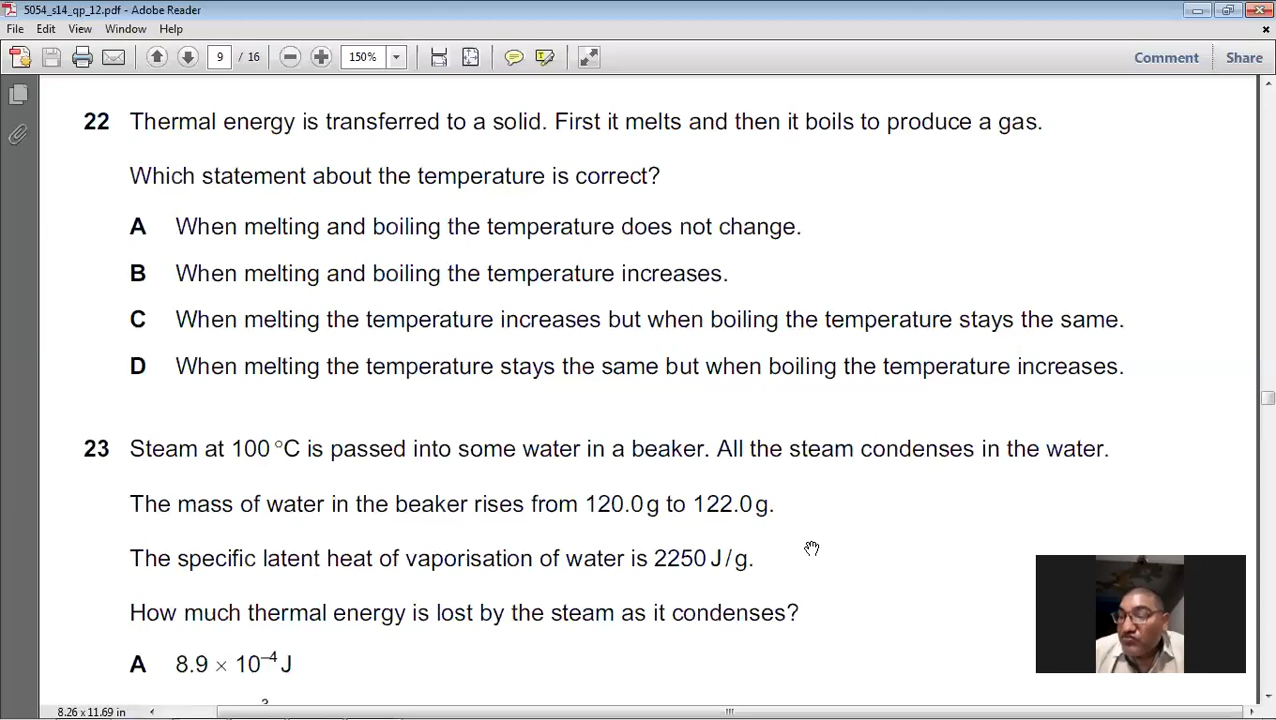 5054_s14_qp_12.pdf - Adobe Reader
File Edit View Window Help
9 / 16 150% Comment Share
22 Thermal energy is transferred to a solid. First it melts and then it boils to produce a gas.
Which statement about the temperature is correct?
A When melting and boiling the temperature does not change.
B When melting and boiling the temperature increases.
C When melting the temperature increases but when boiling the temperature stays the same.
D When melting the temperature stays the same but when boiling the temperature increases.
23 Steam at 100 °C is passed into some water in a beaker. All the steam condenses in the water.
The mass of water in the beaker rises from 120.0 g to 122.0 g.
The specific latent heat of vaporisation of water is 2250 J / g.
How much thermal energy is lost by the steam as it condenses?
A 8.9 × 10⁻⁴ J
8.26 x 11.69 in